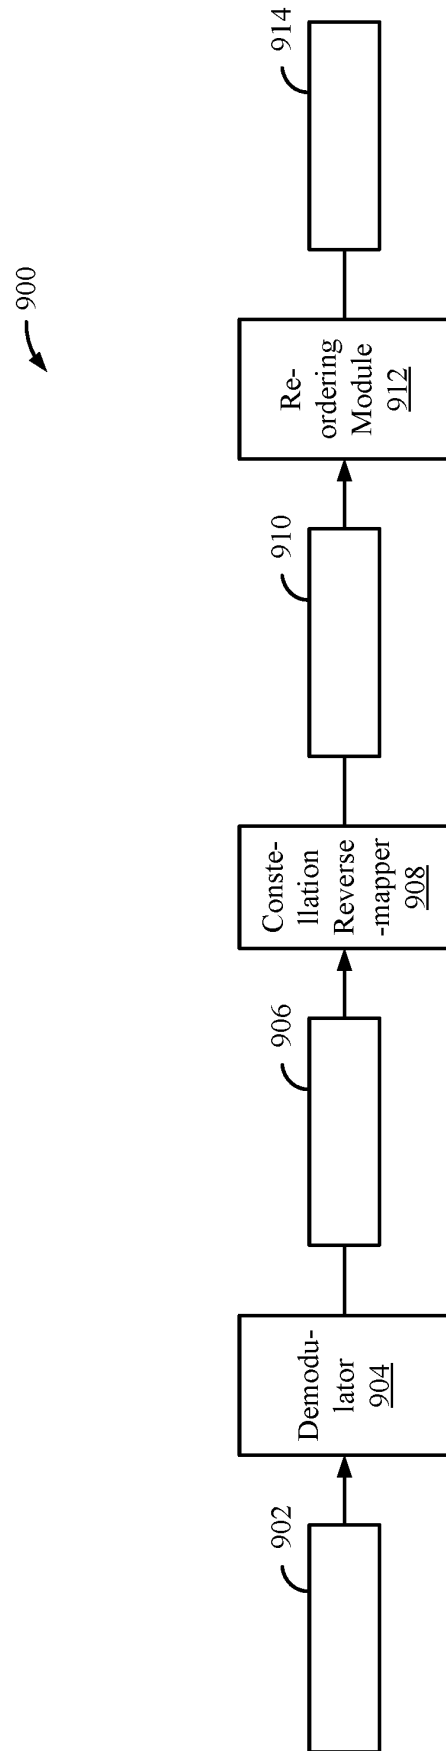 900
902
Demodu-
lator
904
906
Conste-
llation
Reverse
-mapper
908
910
Re-
ordering
Module
912
914